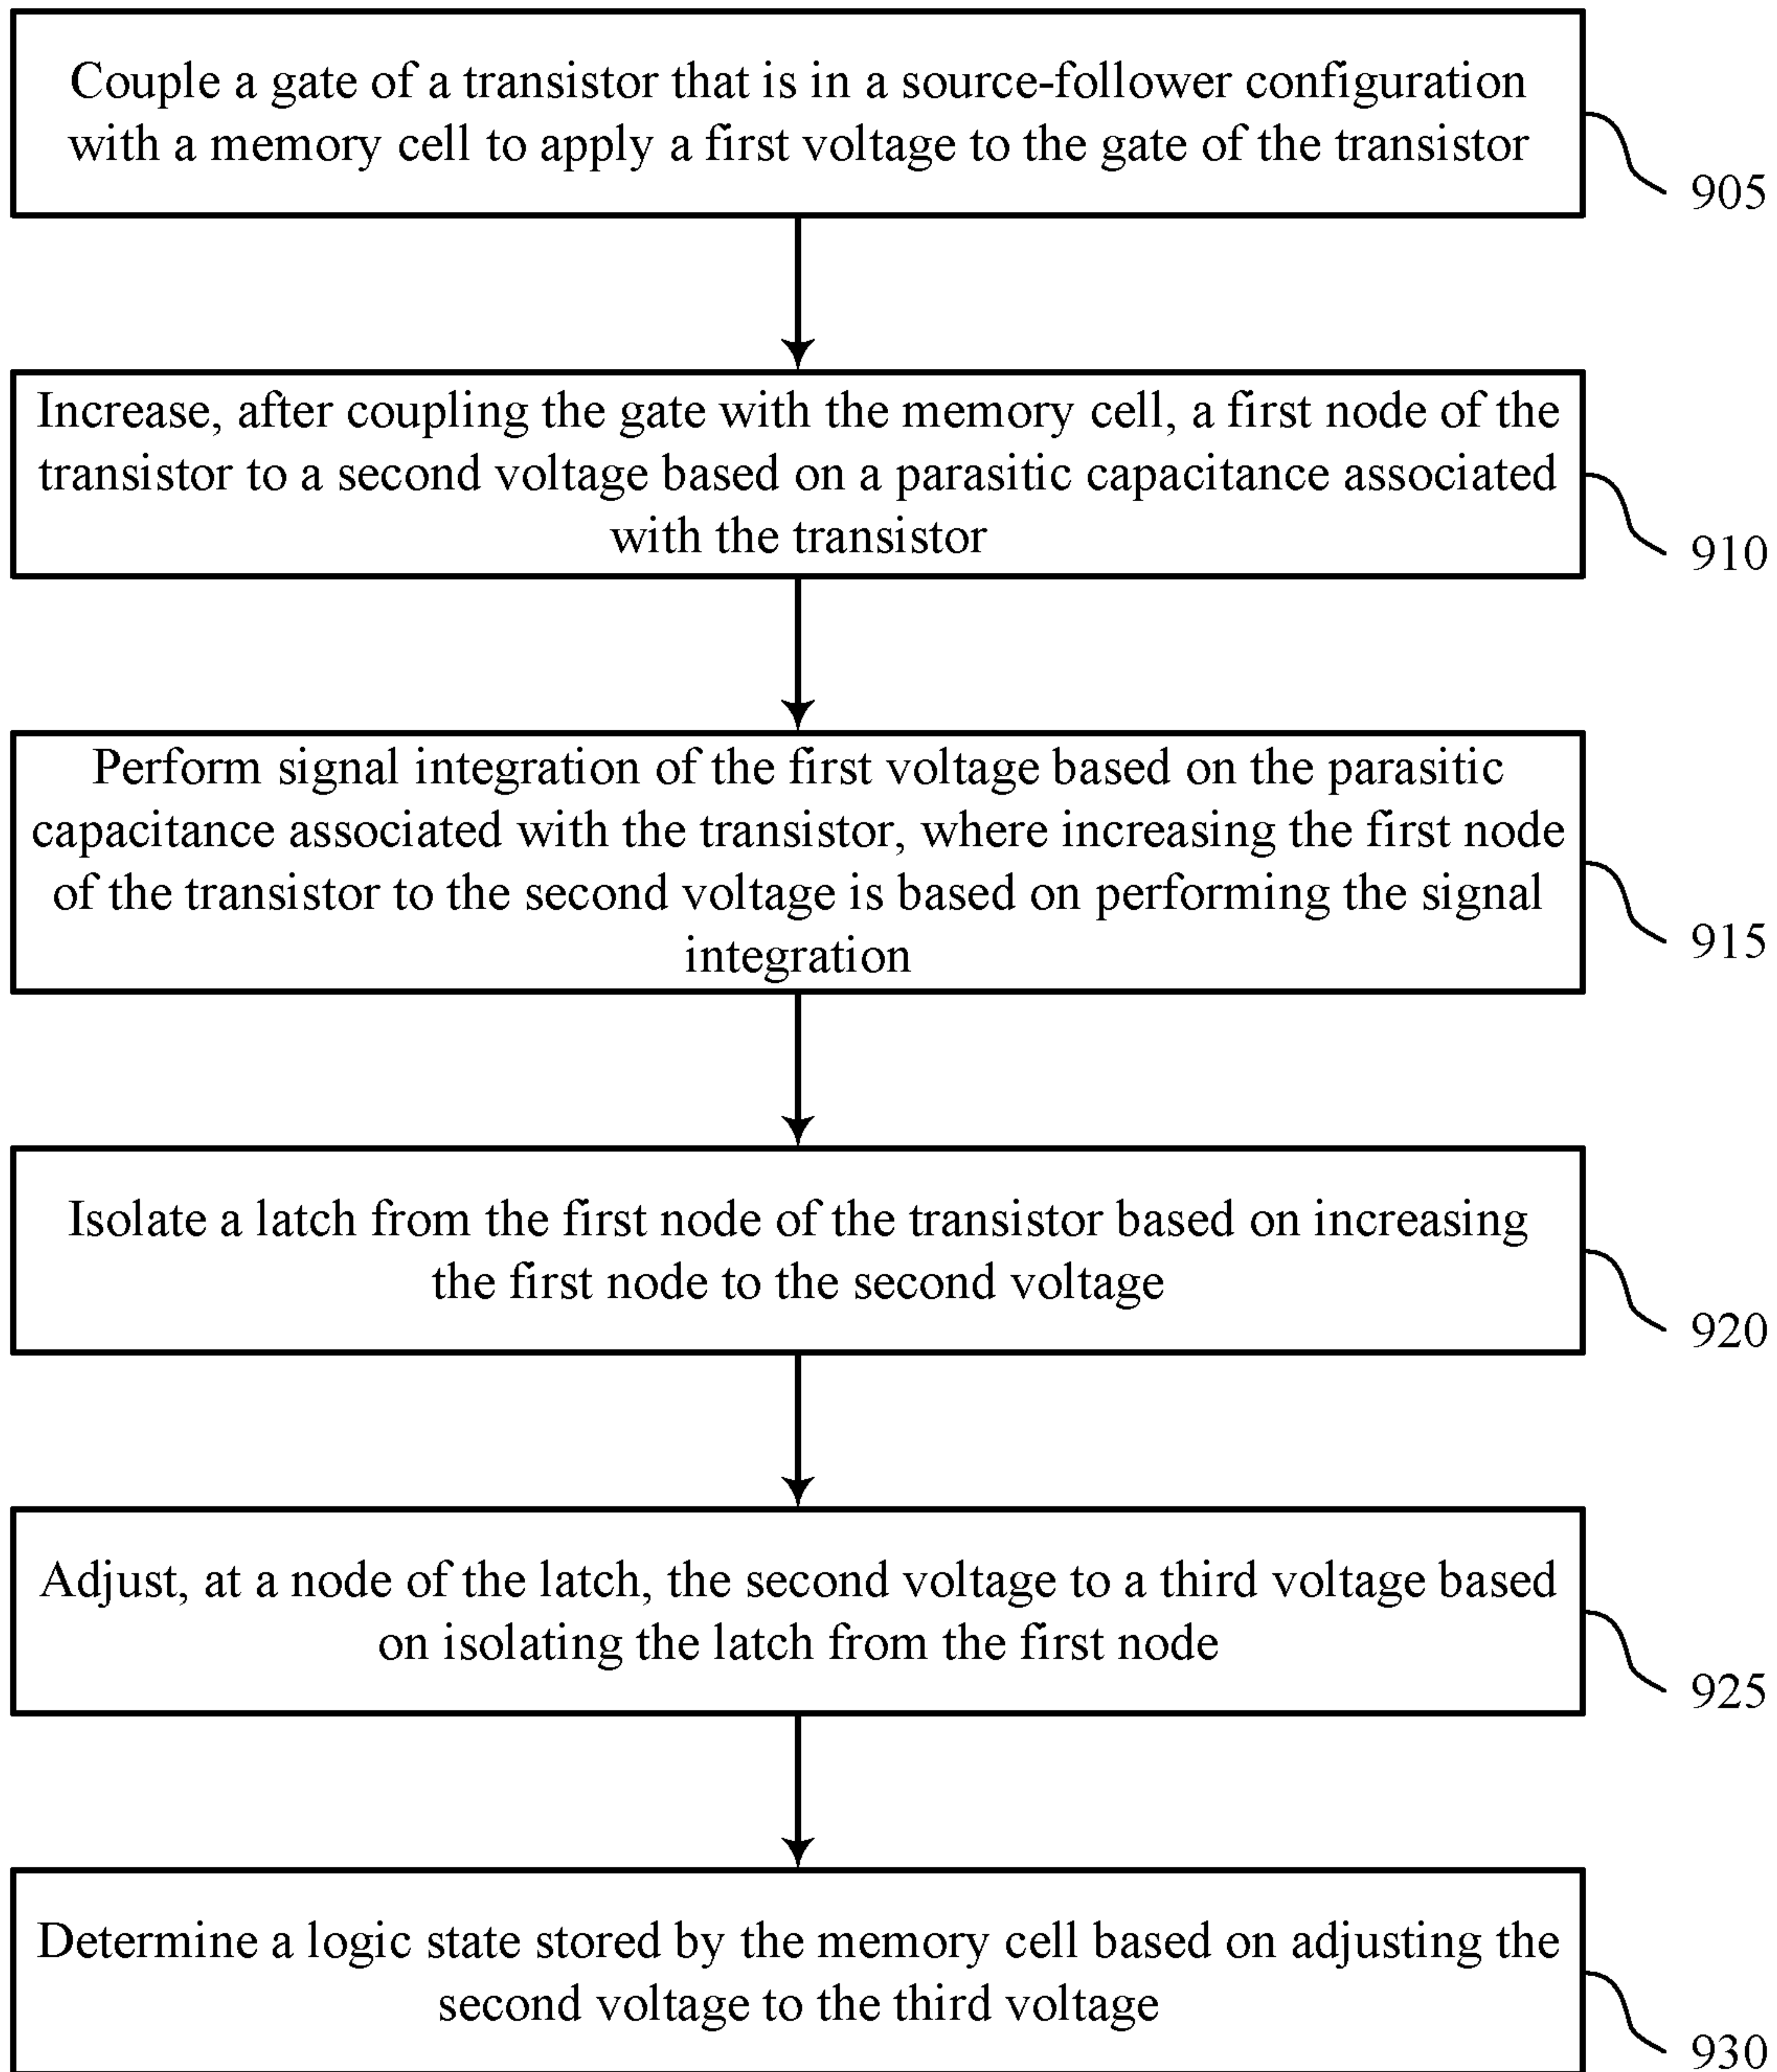 Couple a gate of a transistor that is in a source-follower configuration
with a memory cell to apply a first voltage to the gate of the transistor
905
Increase, after coupling the gate with the memory cell, a first node of the
transistor to a second voltage based on a parasitic capacitance associated
with the transistor
910
Perform signal integration of the first voltage based on the parasitic
capacitance associated with the transistor, where increasing the first node
of the transistor to the second voltage is based on performing the signal
integration
915
Isolate a latch from the first node of the transistor based on increasing
the first node to the second voltage
920
Adjust, at a node of the latch, the second voltage to a third voltage based
on isolating the latch from the first node
925
Determine a logic state stored by the memory cell based on adjusting the
second voltage to the third voltage
930